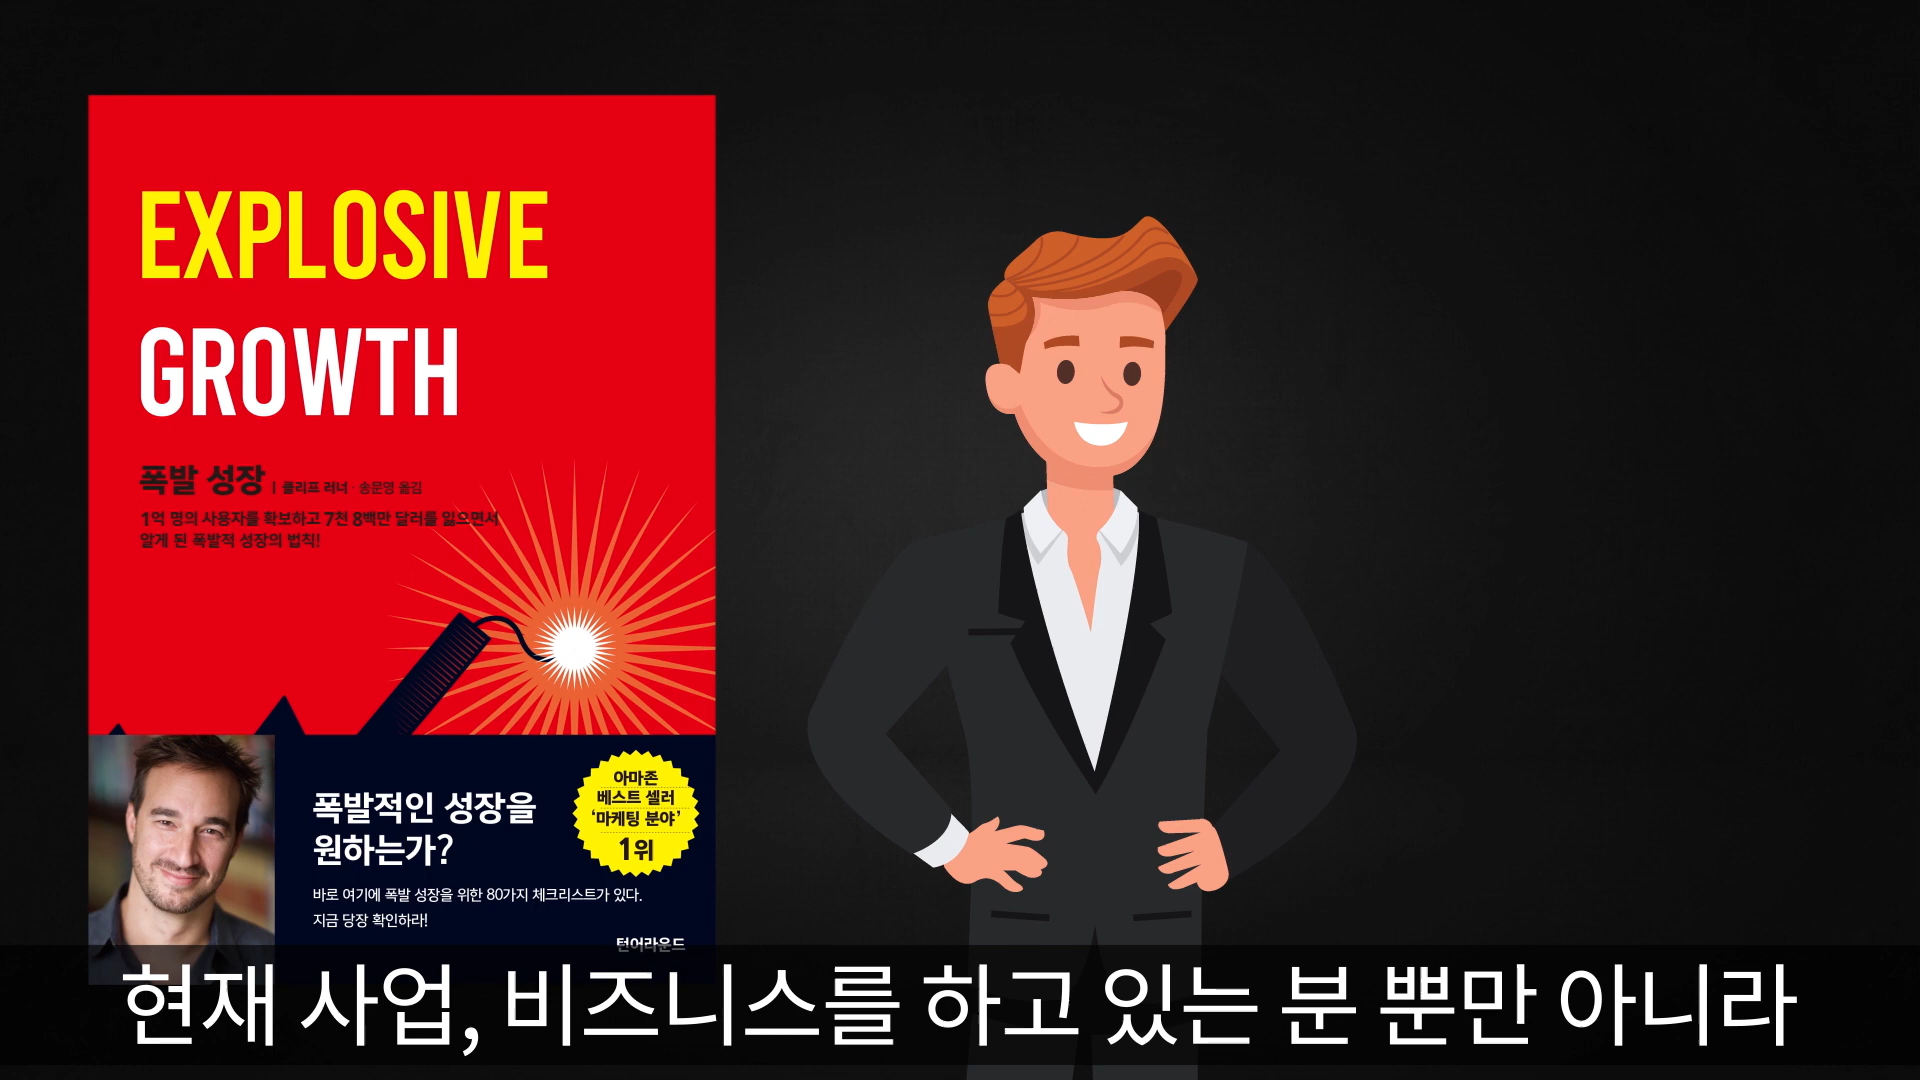 EXPLOSIVE
GROWTH
폭발 성장 | 클리프 러너 · 송문영 옮김
1억 명의 사용자를 확보하고 7천 8백만 달러를 잃으면서
알게 된 폭발적 성장의 법칙!
폭발적인 성장을
원하는가?
아마존
베스트 셀러
‘마케팅 분야’
1위
바로 여기에 폭발 성장을 위한 80가지 체크리스트가 있다.
지금 당장 확인하라!
턴어라운드
현재 사업, 비즈니스를 하고 있는 분 뿐만 아니라